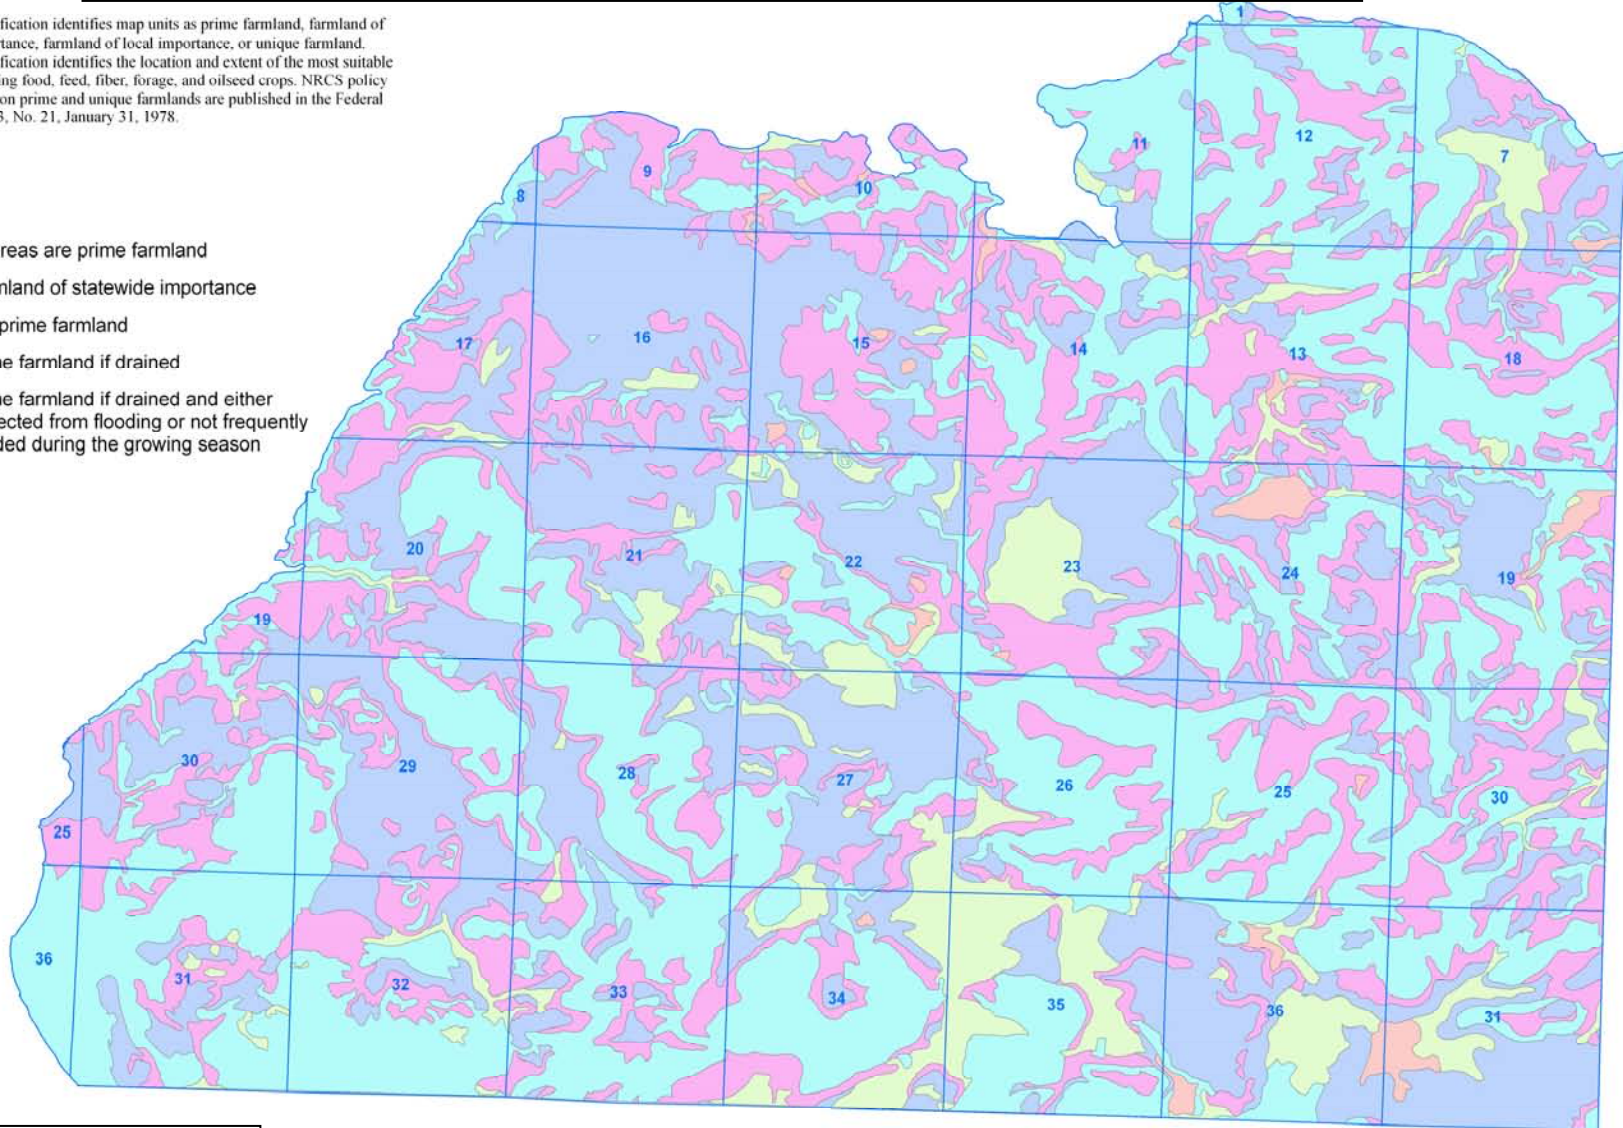 fication identifies map units as prime farmland, farmland of
tance, farmland of local importance, or unique farmland.
fication identifies the location and extent of the most suitable
ing food, feed, fiber, forage, and oilseed crops. NRCS policy
on prime and unique farmlands are published in the Federal
3, No. 21, January 31, 1978.
reas are prime farmland
mland of statewide importance
prime farmland
ne farmland if drained
ne farmland if drained and either
ected from flooding or not frequently
ded during the growing season
1
12
11
7
9
10
8
17
16
15
14
13
18
20
21
22
23
24
19
19
30
29
28
27
26
25
30
25
36
31
32
33
34
35
36
31